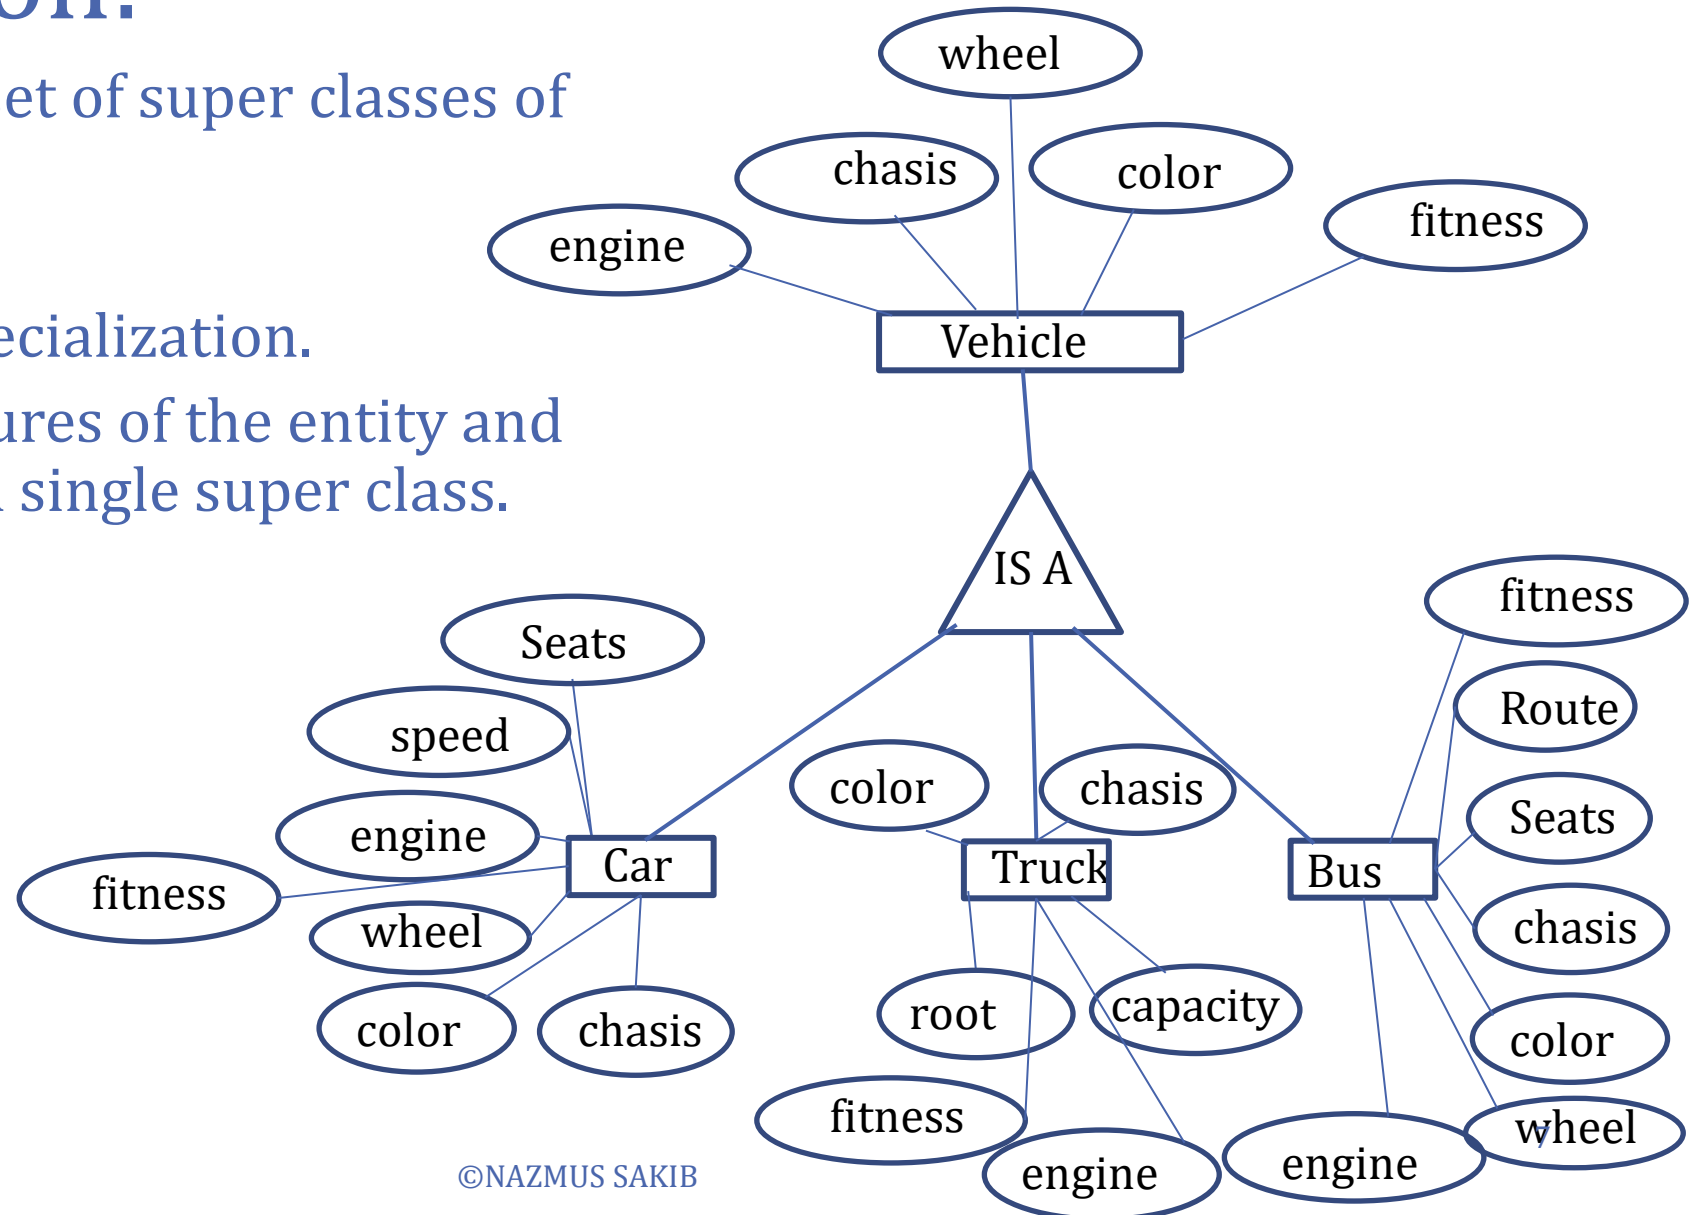 on:
et of super classes of
ecialization.
ures of the entity and
single super class.
wheel
chasis
color
engine
fitness
Vehicle
IS A
Seats
speed
engine
fitness
wheel
color
chasis
Car
color
chasis
Truck
root
capacity
fitness
engine
fitness
Route
Seats
Bus
chasis
color
wheel
engine
7
©NAZMUS SAKIB